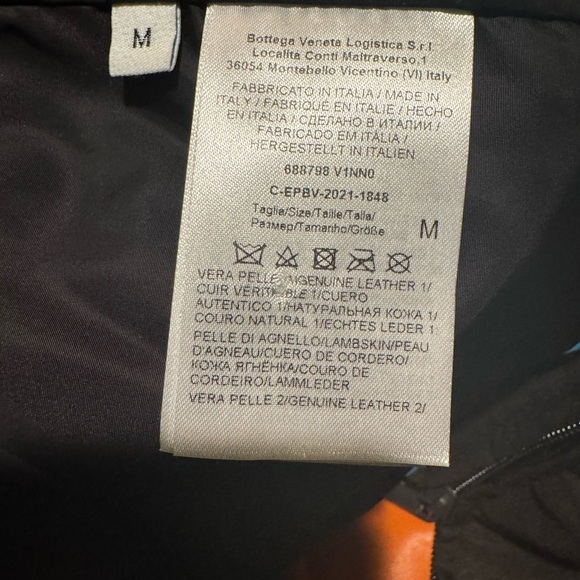 M
Bottega Veneta Logistica S.r.l.
Localita Conti Maltraverso,1
36054 Montebello Vicentino (VI) Italy
FABBRICATO IN ITALIA / MADE IN
ITALY / FABRIQUÉ EN ITALIE / HECHO
EN ITALIA / СДЕЛАНО В ИТАЛИИ /
FABRICADO EM ITÁLIA /
HERGESTELLT IN ITALIEN
688798 V1NN0
C-EPBV-2021-1848
Taglia/Size/Taille/Talla/
Размер/Tamanho/Größe
M
VERA PELLE 1/GENUINE LEATHER 1/
CUIR VERITABLE 1/CUERO
AUTENTICO 1/НАТУРАЛЬНАЯ КОЖА 1/
COURO NATURAL 1/ECHTES LEDER 1:
PELLE DI AGNELLO/LAMBSKIN/PEAU
D'AGNEAU/CUERO DE CORDERO/
КОЖА ЯГНЁНКА/COURO DE
CORDEIRO/LAMMLEDER
VERA PELLE 2/GENUINE LEATHER 2/